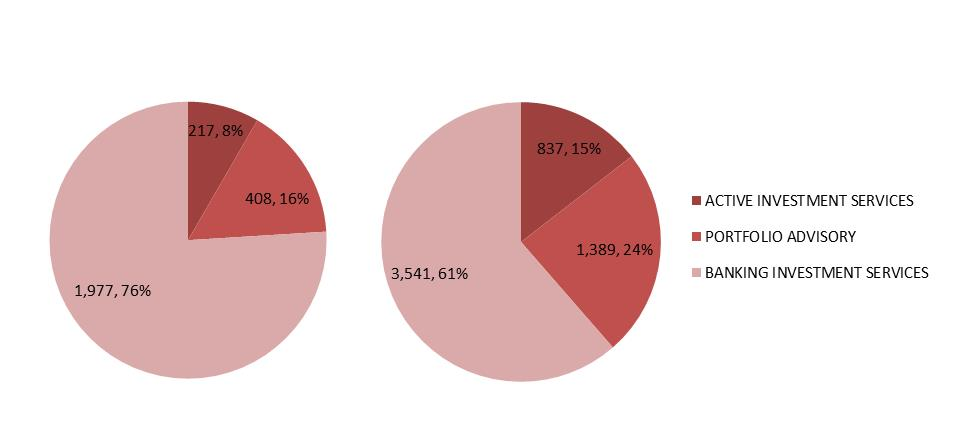 217, 8%
408, 16%
1,977, 76%
837, 15%
1,389, 24%
3,541, 61%
ACTIVE INVESTMENT SERVICES
PORTFOLIO ADVISORY
BANKING INVESTMENT SERVICES